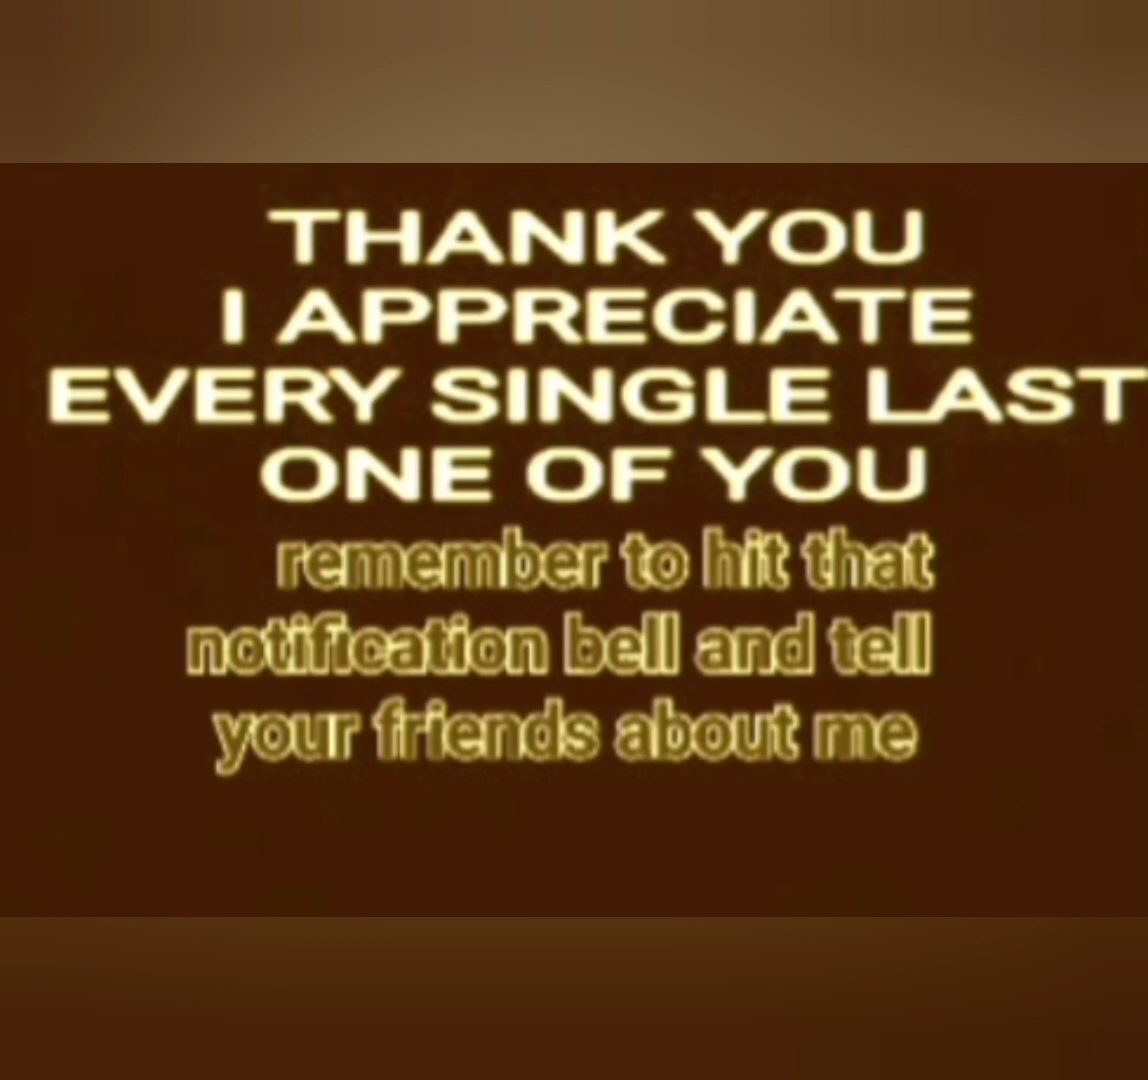 THANK YOU
I APPRECIATE
EVERY SINGLE LAST
ONE OF YOU
remember to hit that
notification bell and tell
your friends about me